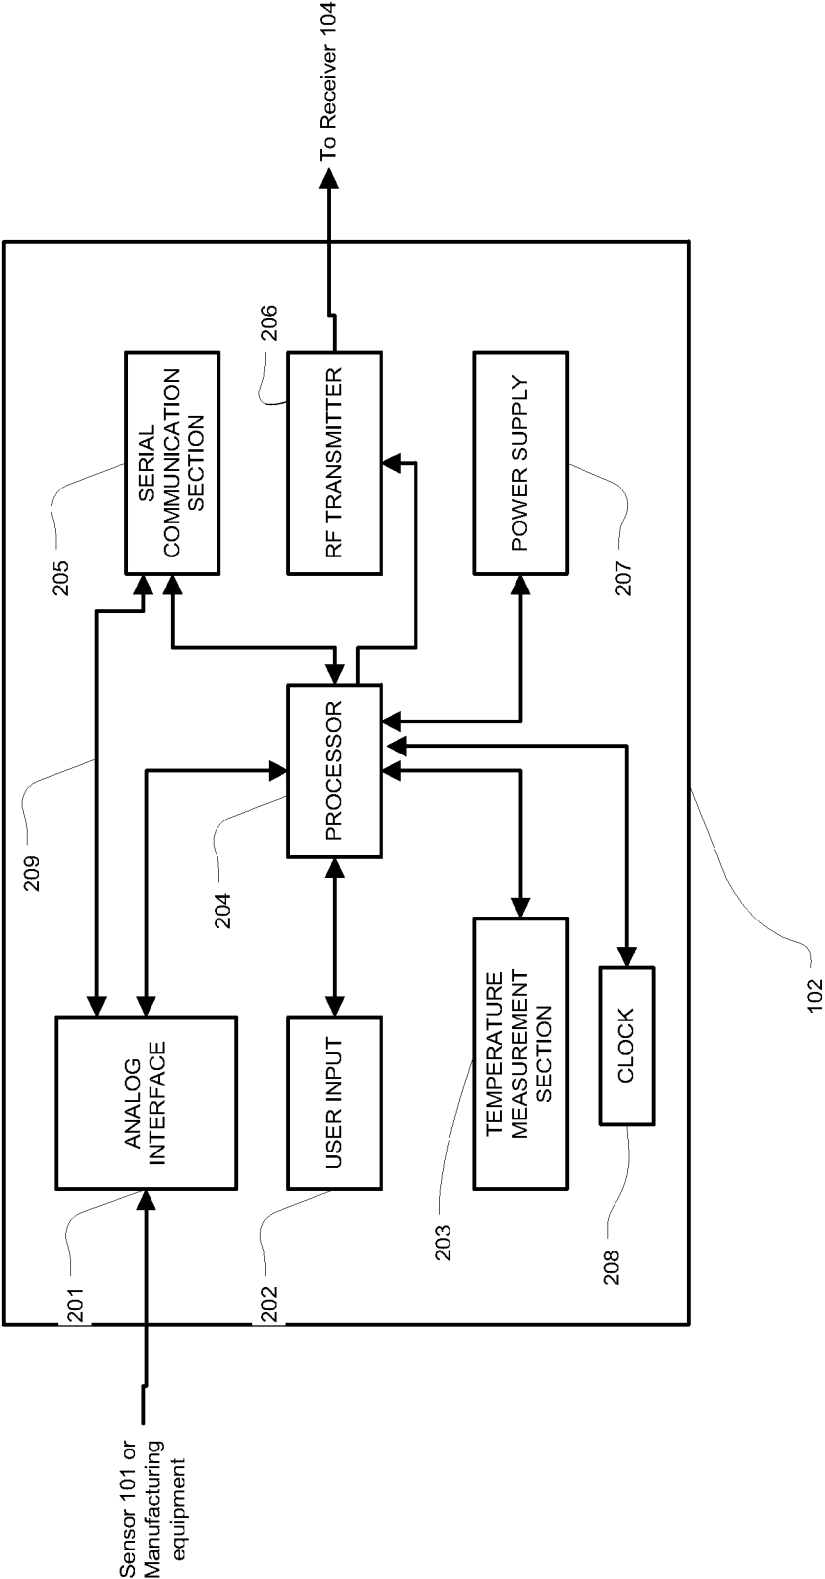 Sensor 101 or
Manufacturing
equipment
201
ANALOG
INTERFACE
209
205
SERIAL
COMMUNICATION
SECTION
202
USER INPUT
204
PROCESSOR
206
RF TRANSMITTER
To Receiver 104
203
TEMPERATURE
MEASUREMENT
SECTION
207
POWER SUPPLY
208
CLOCK
102